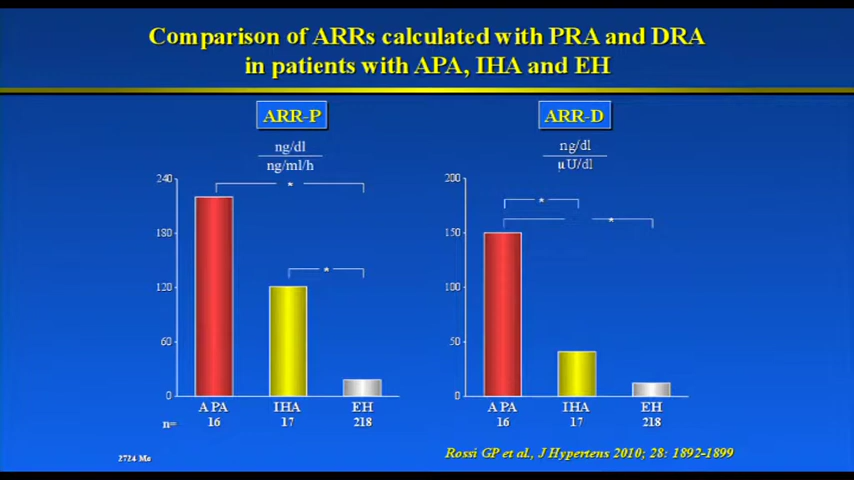 Comparison of ARRs calculated with PRA and DRA
in patients with APA, IHA and EH
ARR-P
ng/dl
ng/ml/h
240
*
180
120
*
60
0
APA IHA EH
n= 16 17 218
ARR-D
ng/dl
µU/dl
200
*
*
150
100
50
0
APA IHA EH
16 17 218
2724 Mo
Rossi GP et al., J Hypertens 2010; 28: 1892-1899